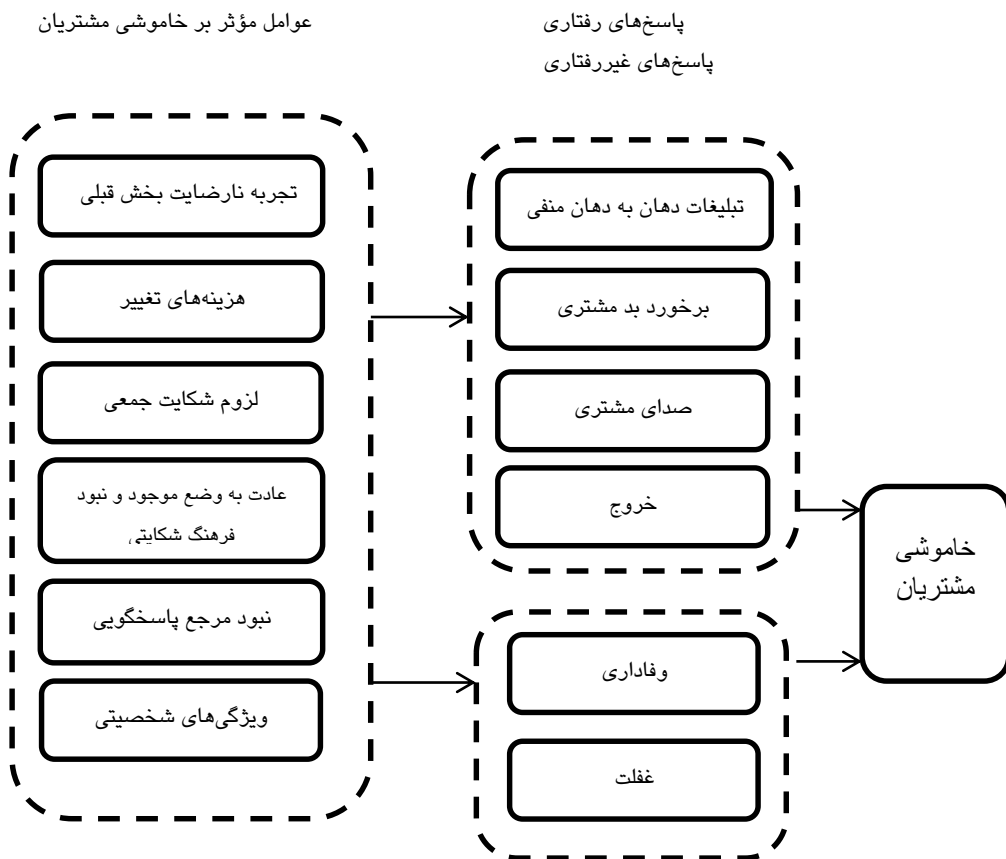 عوامل مؤثر بر خاموشی مشتریان
پاسخ‌های رفتاری
پاسخ‌های غیررفتاری
تجربه نارضایت بخش قبلی
هزینه‌های تغییر
لزوم شکایت جمعی
عادت به وضع موجود و نبود
فرهنگ شکایتی
نبود مرجع پاسخگویی
ویژگی‌های شخصیتی
تبلیغات دهان به دهان منفی
برخورد بد مشتری
صدای مشتری
خروج
وفاداری
غفلت
خاموشی
مشتریان